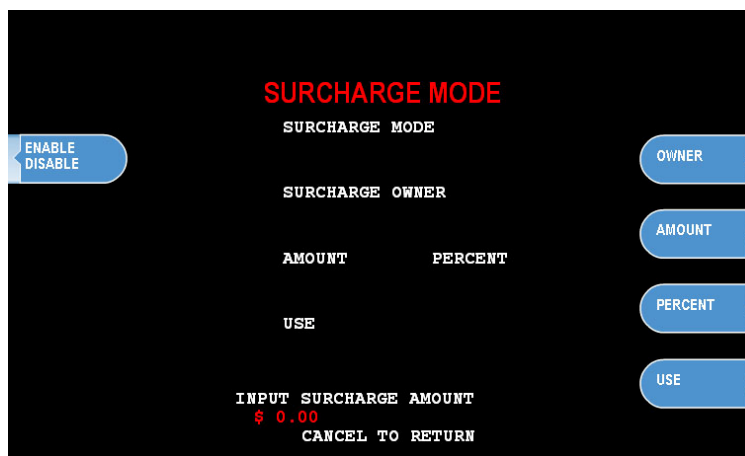 SURCHARGE MODE
SURCHARGE MODE
ENABLE
DISABLE
OWNER
SURCHARGE OWNER
AMOUNT
AMOUNT PERCENT
PERCENT
USE
USE
INPUT SURCHARGE AMOUNT
$ 0.00
CANCEL TO RETURN